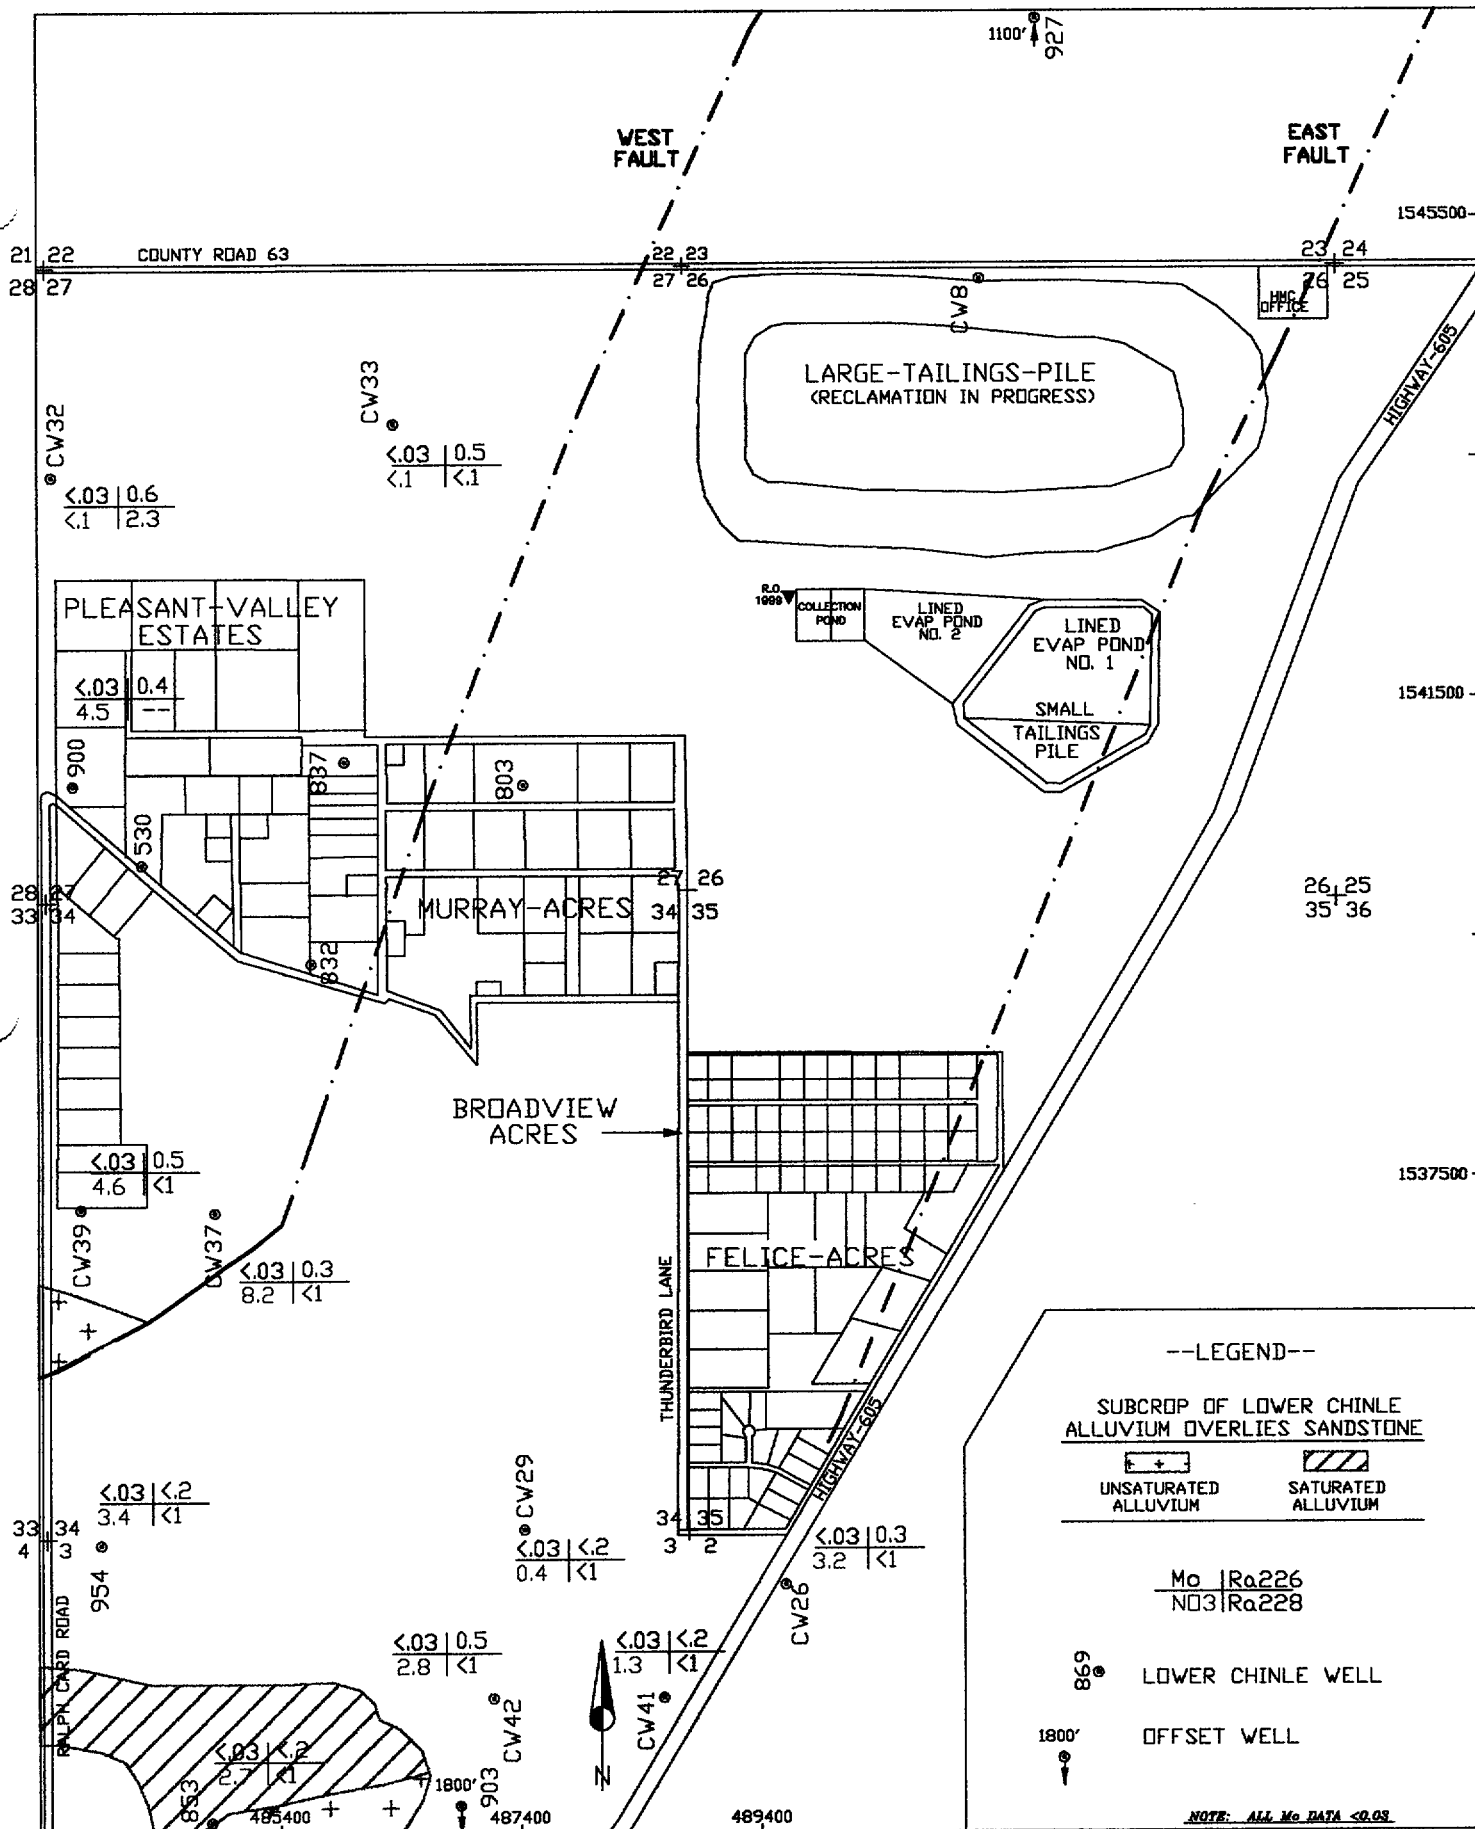 1100'
927
WEST
FAULT
EAST
FAULT
1545500
21 22
COUNTY ROAD 63
22 23
23 24
28 27
27 26
26 25
HMC
OFFICE
CW8
HIGHWAY-605
LARGE-TAILINGS-PILE
(RECLAMATION IN PROGRESS)
CW33
<.03 0.5
<.1 <.1
CW32
<.03 0.6
<.1 2.3
PLEASANT-VALLEY
ESTATES
R.O.
1999
COLLECTION
POND
LINED
EVAP POND
NO. 2
LINED
EVAP POND
NO. 1
SMALL
TAILINGS
PILE
1541500
<.03 0.4
4.5 --
900
837
803
530
28 27
33 34
27 26
34 35
26 25
35 36
MURRAY-ACRES
832
BROADVIEW
ACRES
<.03 0.5
4.6 <1
1537500
CW39
CW37
<.03 0.3
8.2 <1
FELICE-ACRES
THUNDERBIRD LANE
HIGHWAY-605
<.03 <.2
3.4 <1
33 34
4 3
954
CW29
<.03 <.2
0.4 <1
34 35
3 2
<.03 0.3
3.2 <1
CW26
RALPH CARD ROAD
<.03 0.5
2.8 <1
CW42
<.03 <.2
1.3 <1
CW41
N
<.03 <.2
2.7 <1
853
1800'
903
485400
487400
489400
--LEGEND--
SUBCROP OF LOWER CHINLE
ALLUVIUM OVERLIES SANDSTONE
UNSATURATED
ALLUVIUM
SATURATED
ALLUVIUM
Mo Ra226
NO3 Ra228
869
LOWER CHINLE WELL
1800'
OFFSET WELL
NOTE: ALL Mo DATA <0.03